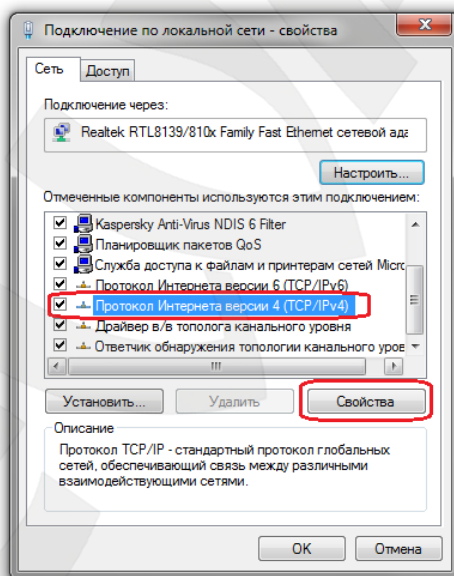 Подключение по локальной сети - свойства
Сеть Доступ
Подключение через:
Realtek RTL8139/810x Family Fast Ethernet сетевой ада
Настроить...
Отмеченные компоненты используются этим подключением:
Kaspersky Anti-Virus NDIS 6 Filter
Планировщик пакетов QoS
Служба доступа к файлам и принтерам сетей Micro
Протокол Интернета версии 6 (TCP/IPv6)
Протокол Интернета версии 4 (TCP/IPv4)
Драйвер в/в тополога канального уровня
Ответчик обнаружения топологии канального уров
Установить... Удалить Свойства
Описание
Протокол TCP/IP - стандартный протокол глобальных
сетей, обеспечивающий связь между различными
взаимодействующими сетями.
OK Отмена